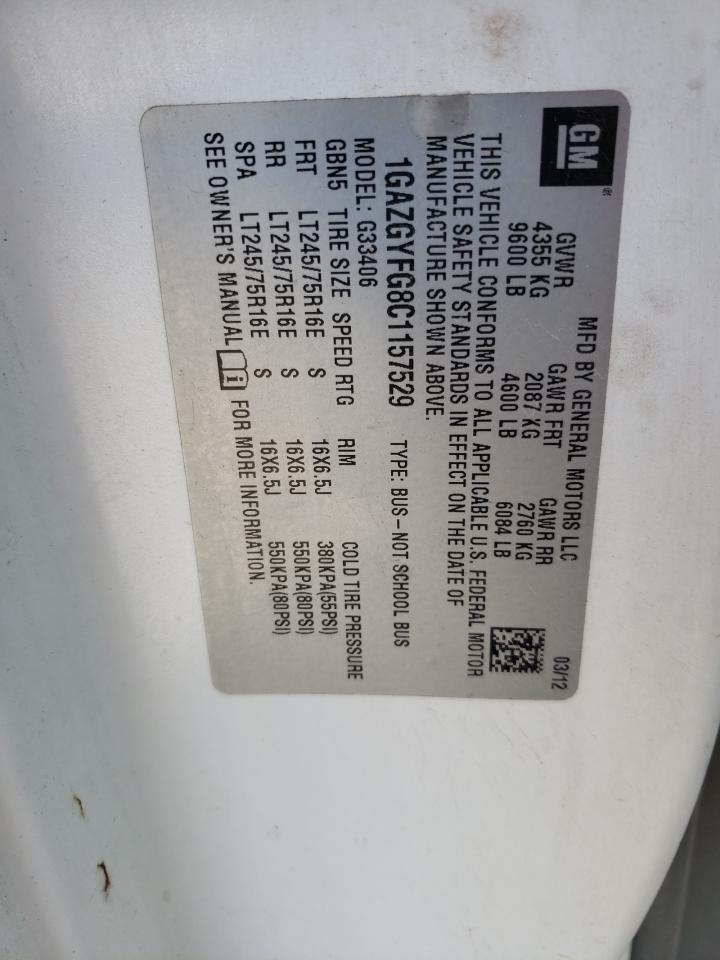 GM
MFD BY GENERAL MOTORS LLC 03/12
GVWR GAWR FRT GAWR RR
4355 KG 2087 KG 2760 KG
9600 LB 4600 LB 6084 LB
THIS VEHICLE CONFORMS TO ALL APPLICABLE U.S. FEDERAL MOTOR
VEHICLE SAFETY STANDARDS IN EFFECT ON THE DATE OF
MANUFACTURE SHOWN ABOVE.
1GAZGYFG8C1157529 TYPE: BUS–NOT SCHOOL BUS
MODEL: G33406
GBN5 TIRE SIZE SPEED RTG RIM COLD TIRE PRESSURE
FRT LT245/75R16E S 16X6.5J 380KPA(55PSI)
RR LT245/75R16E S 16X6.5J 550KPA(80PSI)
SPA LT245/75R16E S 16X6.5J 550KPA(80PSI)
SEE OWNER'S MANUAL i FOR MORE INFORMATION.